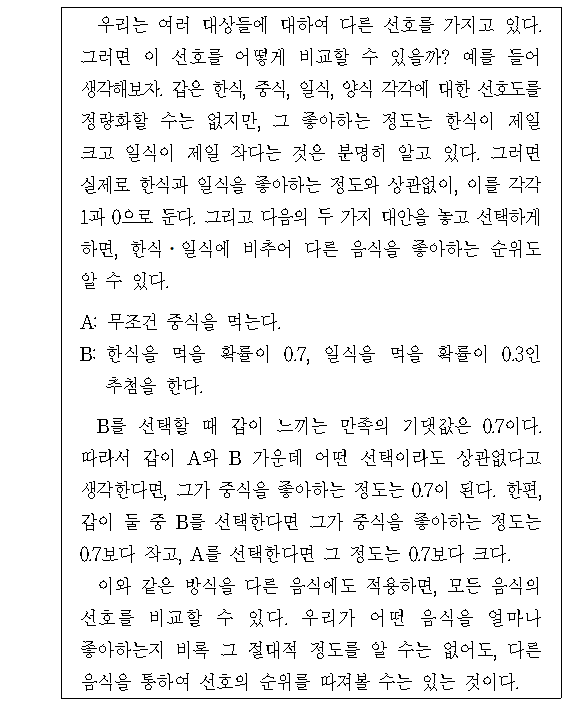 우리는 여러 대상들에 대하여 다른 선호를 가지고 있다.
그러면 이 선호를 어떻게 비교할 수 있을까? 예를 들어
생각해보자. 갑은 한식, 중식, 일식, 양식 각각에 대한 선호도를
정량화할 수는 없지만, 그 좋아하는 정도는 한식이 제일
크고 일식이 제일 작다는 것은 분명히 알고 있다. 그러면
실제로 한식과 일식을 좋아하는 정도와 상관없이, 이를 각각
1과 0으로 둔다. 그리고 다음의 두 가지 대안을 놓고 선택하게
하면, 한식·일식에 비추어 다른 음식을 좋아하는 순위도
알 수 있다.
A: 무조건 중식을 먹는다.
B: 한식을 먹을 확률이 0.7, 일식을 먹을 확률이 0.3인
추첨을 한다.
B를 선택할 때 갑이 느끼는 만족의 기댓값은 0.7이다.
따라서 갑이 A와 B 가운데 어떤 선택이라도 상관없다고
생각한다면, 그가 중식을 좋아하는 정도는 0.7이 된다. 한편,
갑이 둘 중 B를 선택한다면 그가 중식을 좋아하는 정도는
0.7보다 작고, A를 선택한다면 그 정도는 0.7보다 크다.
이와 같은 방식을 다른 음식에도 적용하면, 모든 음식의
선호를 비교할 수 있다. 우리가 어떤 음식을 얼마나
좋아하는지 비록 그 절대적 정도를 알 수는 없어도, 다른
음식을 통하여 선호의 순위를 따져볼 수는 있는 것이다.